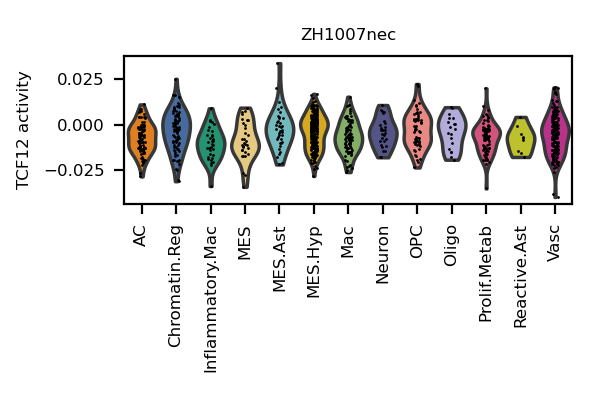 ZH1007nec
TCF12 activity
0.025
0.000
−0.025
AC
Chromatin.Reg
Inflammatory.Mac
MES
MES.Ast
MES.Hyp
Mac
Neuron
OPC
Oligo
Prolif.Metab
Reactive.Ast
Vasc